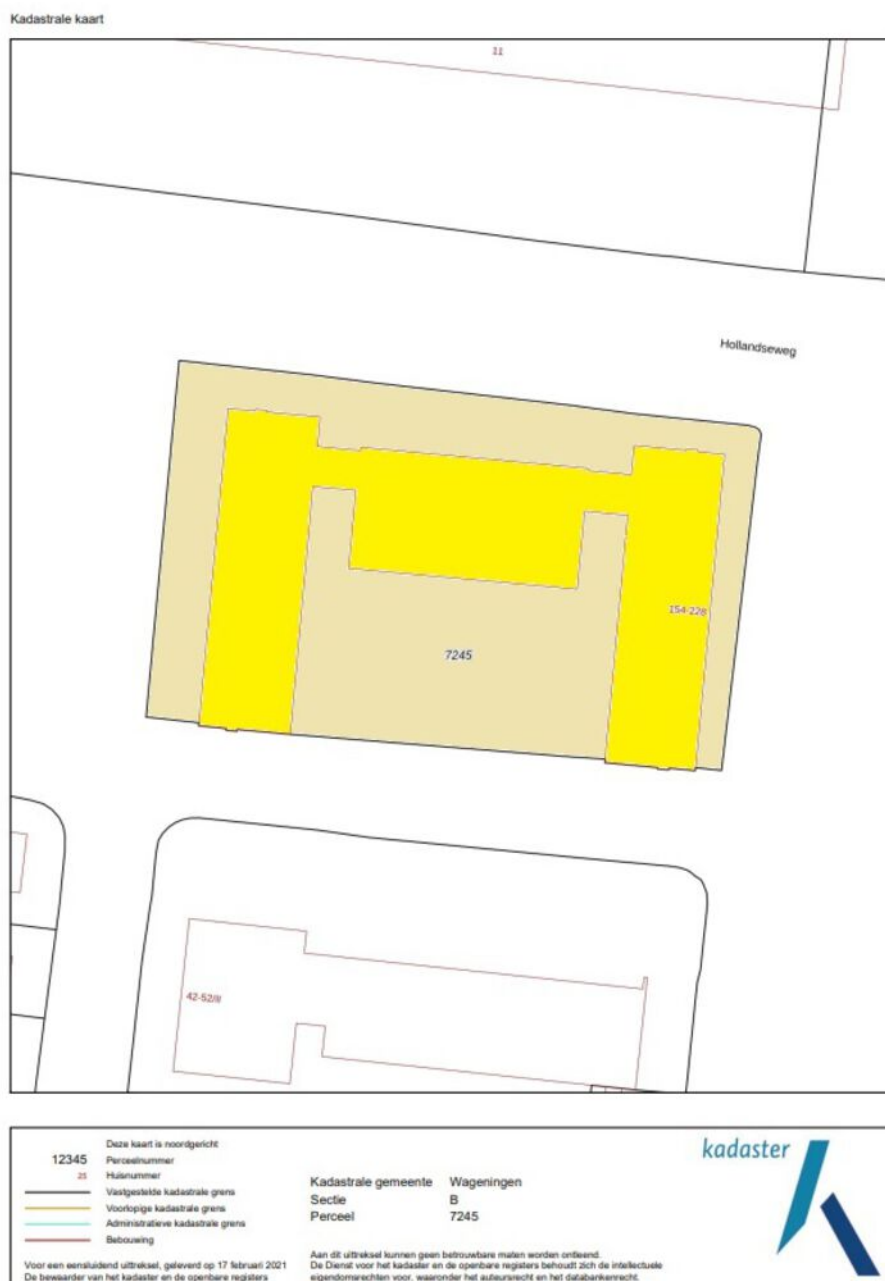 Kadastrale kaart
11
Hollandseweg
154-228
7245
42-52/II
Deze kaart is noordgericht
12345 Perceelnummer
25 Huisnummer
Vastgestelde kadastrale grens
Voorlopige kadastrale grens
Administratieve kadastrale grens
Bebouwing
Voor een eensluidend uittreksel, geleverd op 17 februari 2021
De bewaarder van het kadaster en de openbare registers
Kadastrale gemeente Wageningen
Sectie B
Perceel 7245
Aan dit uittreksel kunnen geen betrouwbare maten worden ontleend.
De Dienst voor het kadaster en de openbare registers behoudt zich de intellectuele
eigendomsrechten voor, waaronder het auteursrecht en het databankenrecht.
kadaster